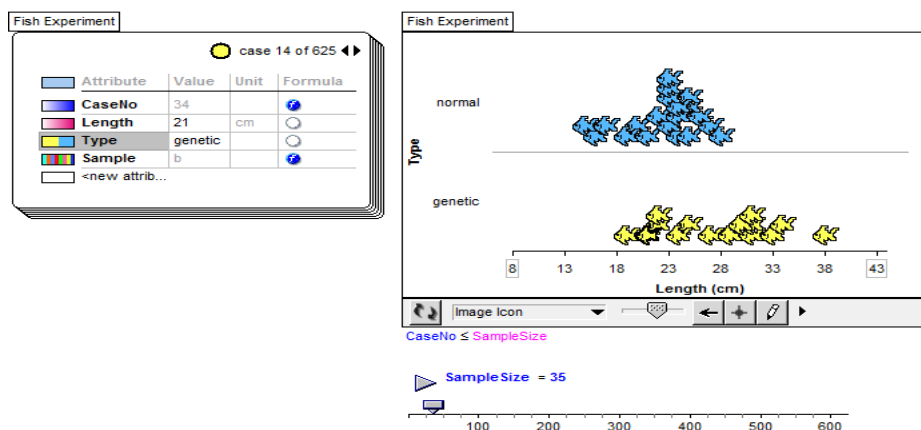 Fish Experiment
case 14 of 625
Attribute Value Unit Formula
CaseNo 34
Length 21 cm
Type genetic
Sample b
<new attrib...
Fish Experiment
normal
Type
genetic
8 13 18 23 28 33 38 43
Length (cm)
Image Icon
CaseNo ≤ SampleSize
SampleSize = 35
100 200 300 400 500 600